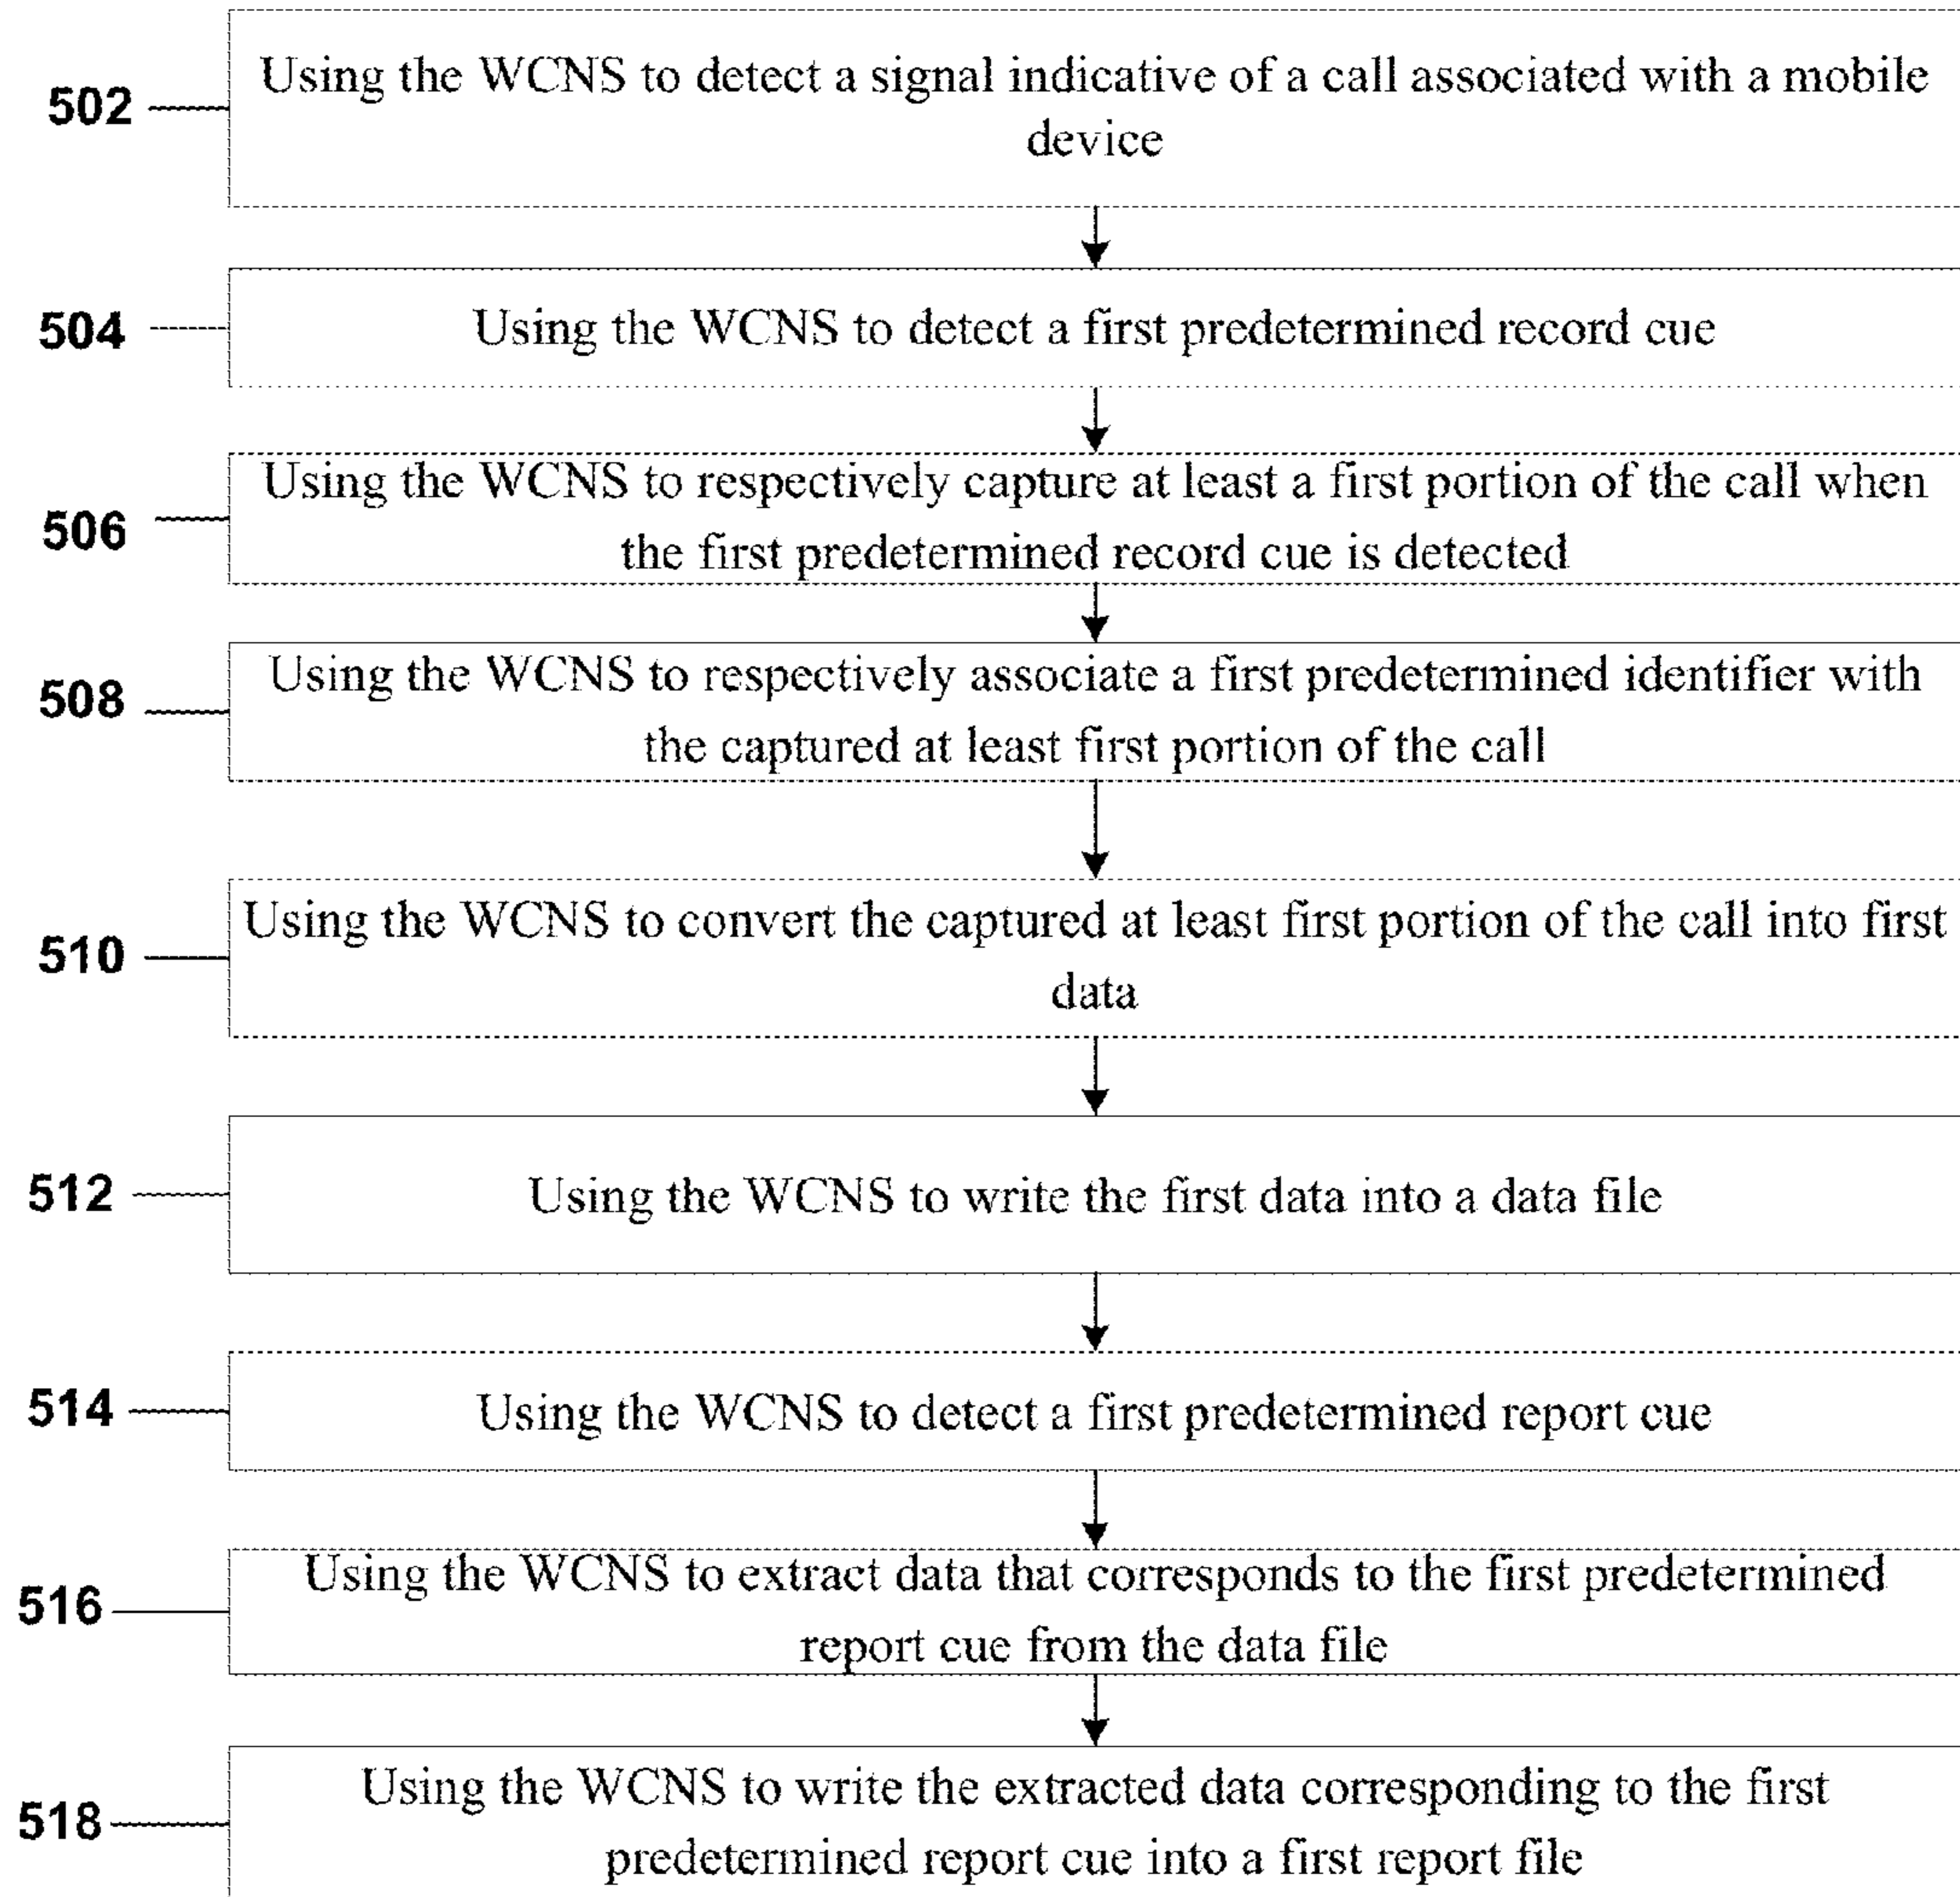 502
Using the WCNS to detect a signal indicative of a call associated with a mobile
device
504
Using the WCNS to detect a first predetermined record cue
506
Using the WCNS to respectively capture at least a first portion of the call when
the first predetermined record cue is detected
508
Using the WCNS to respectively associate a first predetermined identifier with
the captured at least first portion of the call
510
Using the WCNS to convert the captured at least first portion of the call into first
data
512
Using the WCNS to write the first data into a data file
514
Using the WCNS to detect a first predetermined report cue
516
Using the WCNS to extract data that corresponds to the first predetermined
report cue from the data file
518
Using the WCNS to write the extracted data corresponding to the first
predetermined report cue into a first report file